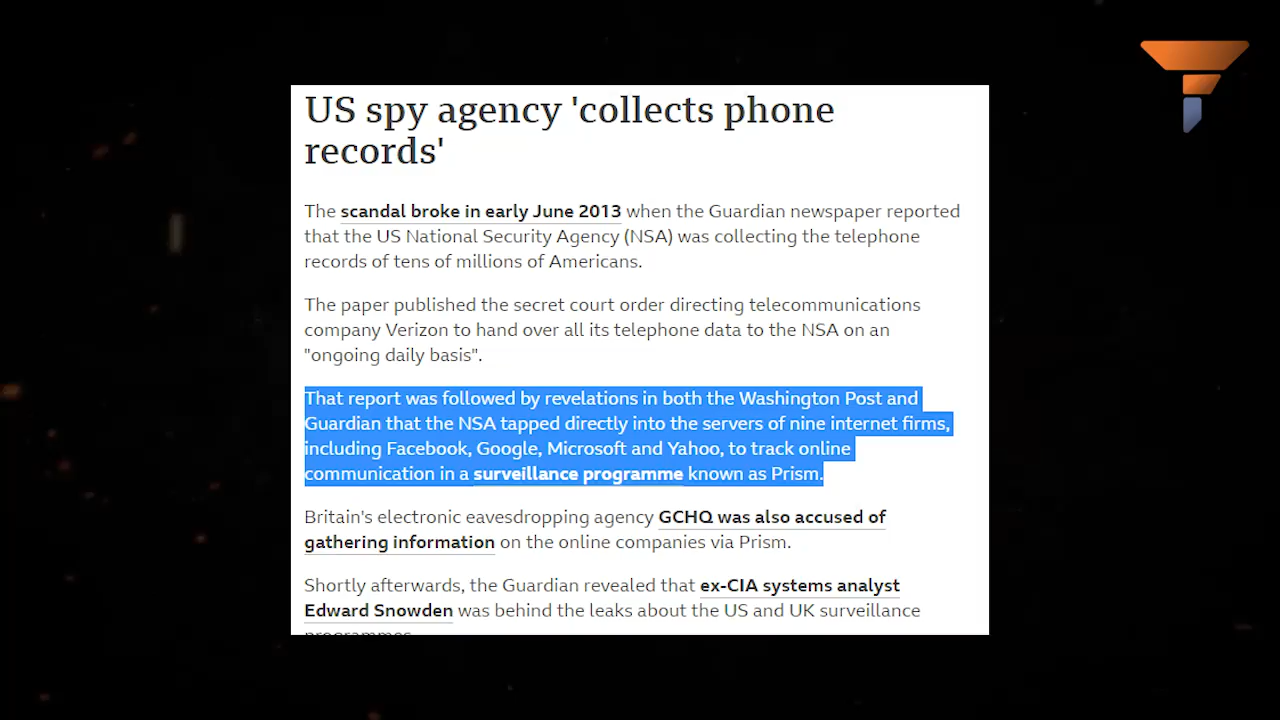 US spy agency 'collects phone
records'
The scandal broke in early June 2013 when the Guardian newspaper reported
that the US National Security Agency (NSA) was collecting the telephone
records of tens of millions of Americans.
The paper published the secret court order directing telecommunications
company Verizon to hand over all its telephone data to the NSA on an
"ongoing daily basis".
That report was followed by revelations in both the Washington Post and
Guardian that the NSA tapped directly into the servers of nine internet firms,
including Facebook, Google, Microsoft and Yahoo, to track online
communication in a surveillance programme known as Prism.
Britain's electronic eavesdropping agency GCHQ was also accused of
gathering information on the online companies via Prism.
Shortly afterwards, the Guardian revealed that ex-CIA systems analyst
Edward Snowden was behind the leaks about the US and UK surveillance
programmes.